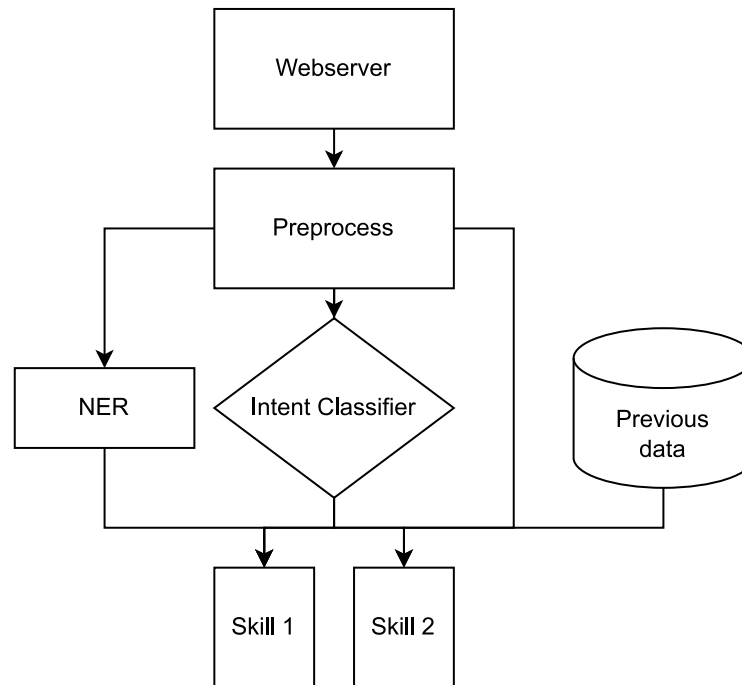 Webserver
Preprocess
NER
Intent Classifier
Previous
data
Skill 1
Skill 2